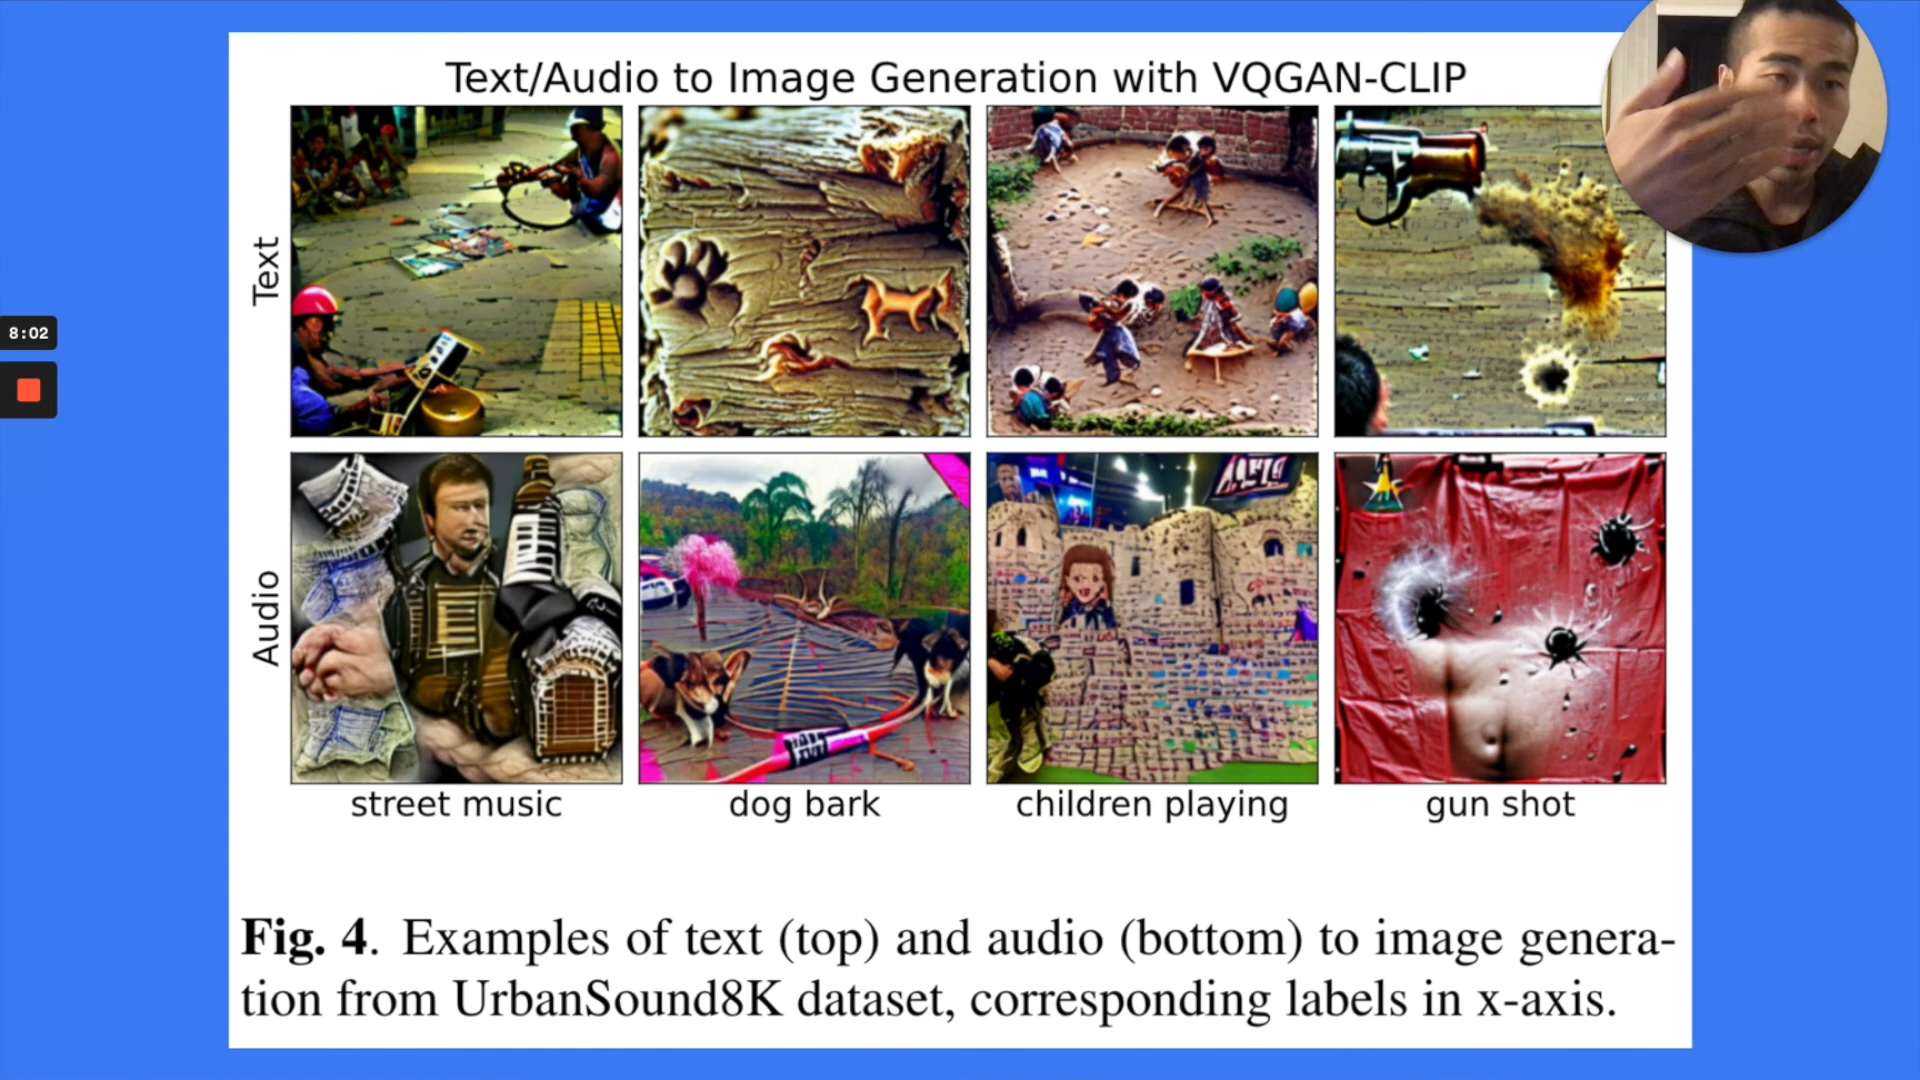 Text/Audio to Image Generation with VQGAN-CLIP
Text
8:02
Audio
street music
dog bark
children playing
gun shot
Fig. 4. Examples of text (top) and audio (bottom) to image genera-
tion from UrbanSound8K dataset, corresponding labels in x-axis.